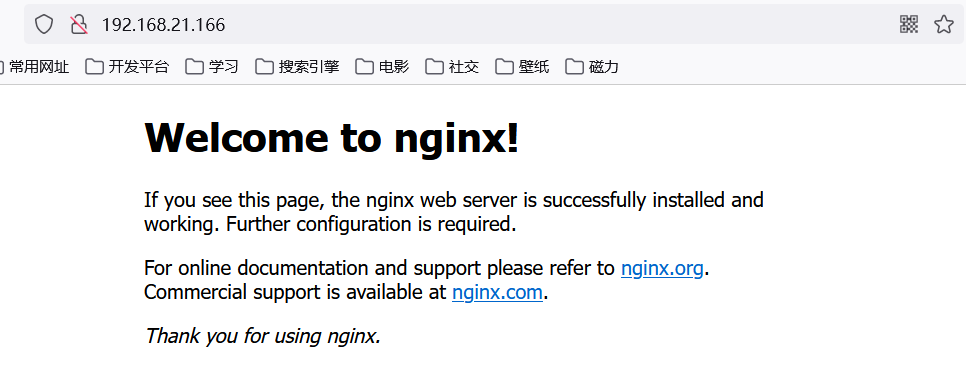 192.168.21.166
常用网址 开发平台 学习 搜索引擎 电影 社交 壁纸 磁力
Welcome to nginx!
If you see this page, the nginx web server is successfully installed and
working. Further configuration is required.
For online documentation and support please refer to nginx.org.
Commercial support is available at nginx.com.
Thank you for using nginx.